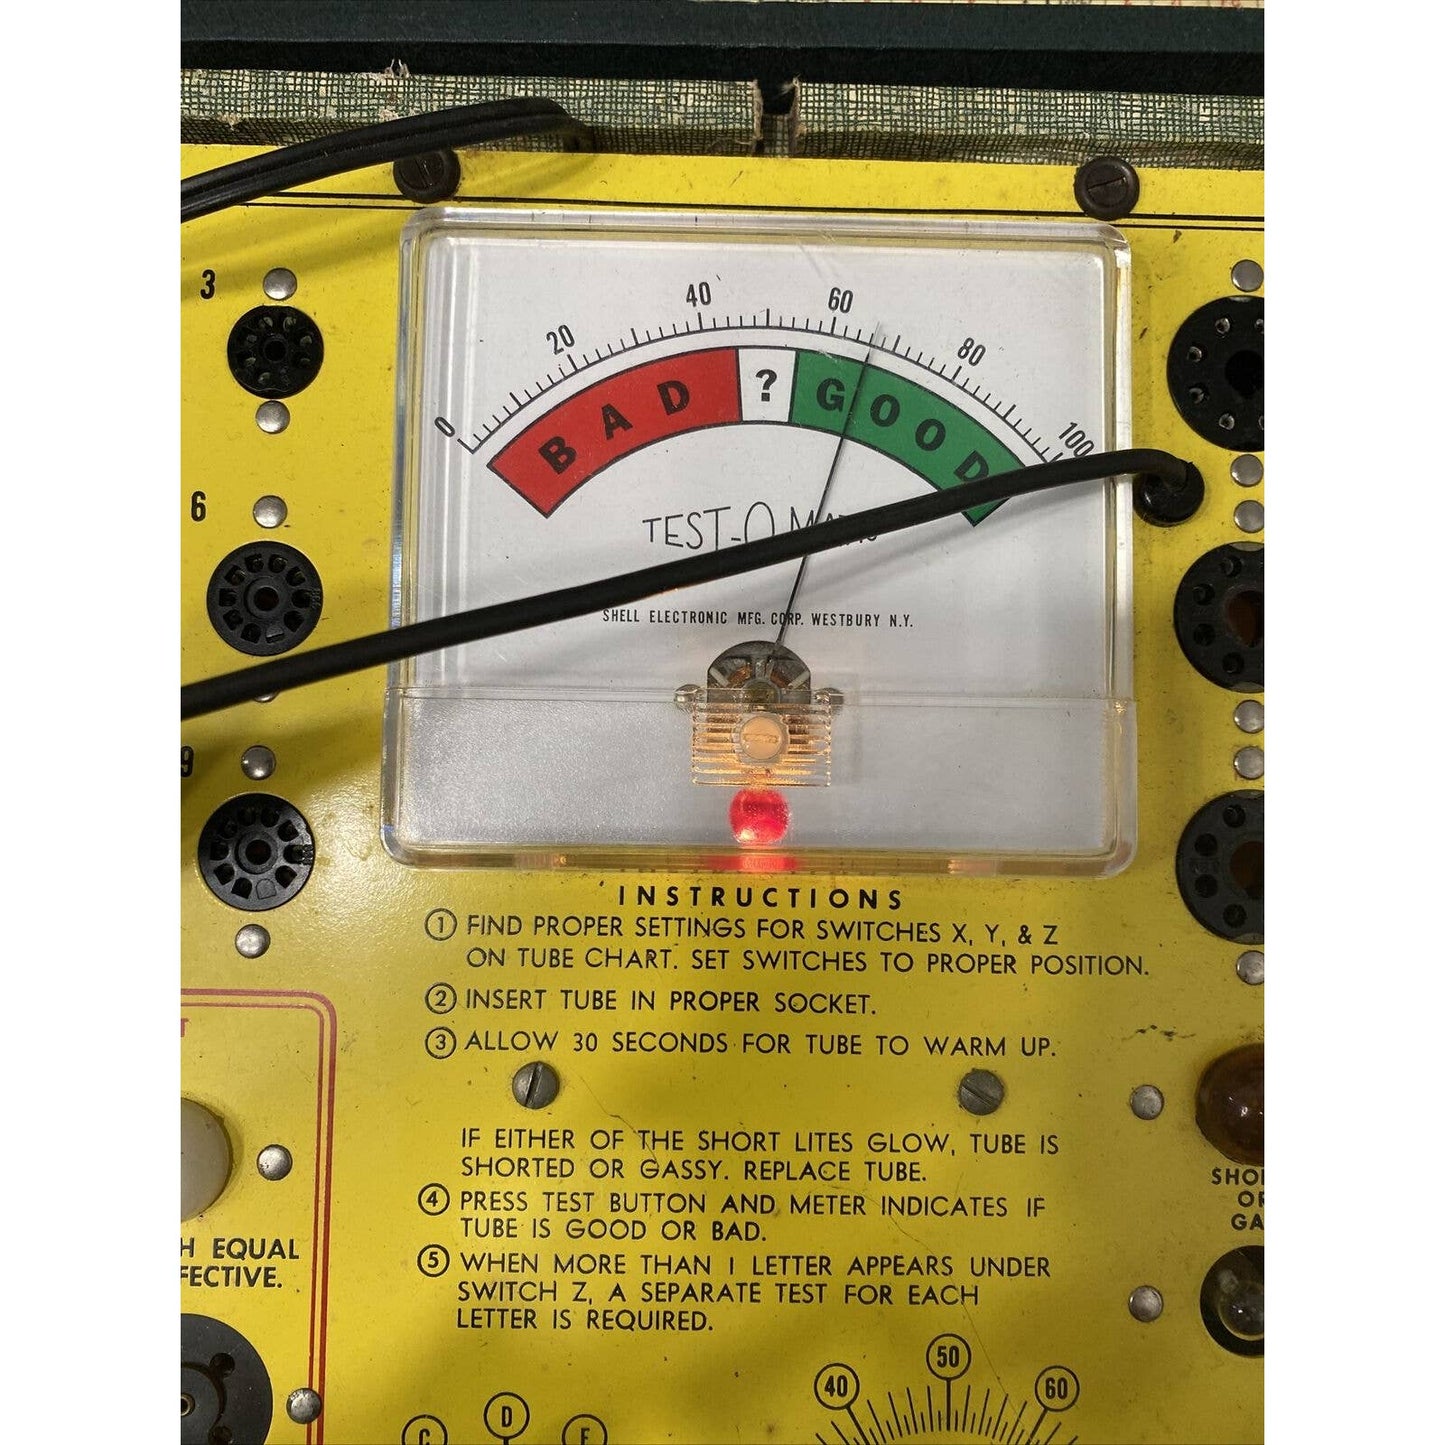 3
6
9
0
20
40
60
80
100
BAD ? GOOD
TEST-O
SHELL ELECTRONIC MFG. CORP. WESTBURY N.Y.
INSTRUCTIONS
1 FIND PROPER SETTINGS FOR SWITCHES X, Y, & Z
ON TUBE CHART. SET SWITCHES TO PROPER POSITION.
2 INSERT TUBE IN PROPER SOCKET.
3 ALLOW 30 SECONDS FOR TUBE TO WARM UP.
IF EITHER OF THE SHORT LITES GLOW, TUBE IS
SHORTED OR GASSY. REPLACE TUBE.
4 PRESS TEST BUTTON AND METER INDICATES IF
TUBE IS GOOD OR BAD.
5 WHEN MORE THAN 1 LETTER APPEARS UNDER
SWITCH Z, A SEPARATE TEST FOR EACH
LETTER IS REQUIRED.
T
H EQUAL
FECTIVE.
SHO
OR
GA
C D E
40 50 60